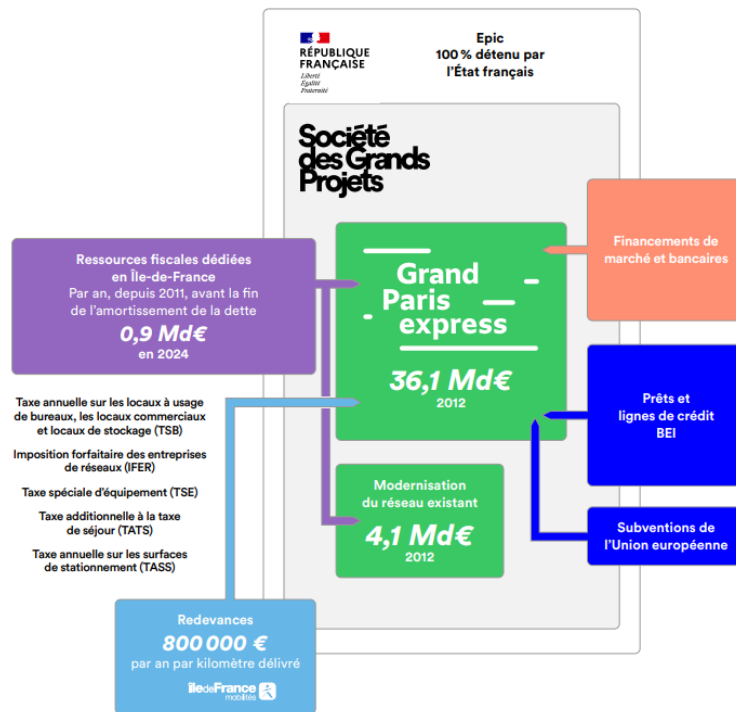 RÉPUBLIQUE
FRANÇAISE
Liberté
Égalité
Fraternité
Epic
100 % détenu par
l'État français
Société
des Grands
Projets
Ressources fiscales dédiées
en Île-de-France
Par an, depuis 2011, avant la fin
de l'amortissement de la dette
0,9 Md€
en 2024
Grand
Paris
express
36,1 Md€
2012
Financements de
marché et bancaires
Taxe annuelle sur les locaux à usage
de bureaux, les locaux commerciaux
et locaux de stockage (TSB)
Imposition forfaitaire des entreprises
de réseaux (IFER)
Taxe spéciale d'équipement (TSE)
Taxe additionnelle à la taxe
de séjour (TATS)
Taxe annuelle sur les surfaces
de stationnement (TASS)
Prêts et
lignes de crédit
BEI
Modernisation
du réseau existant
4,1 Md€
2012
Subventions de
l'Union européenne
Redevances
800 000 €
par an par kilomètre délivré
îledeFrance
mobilités